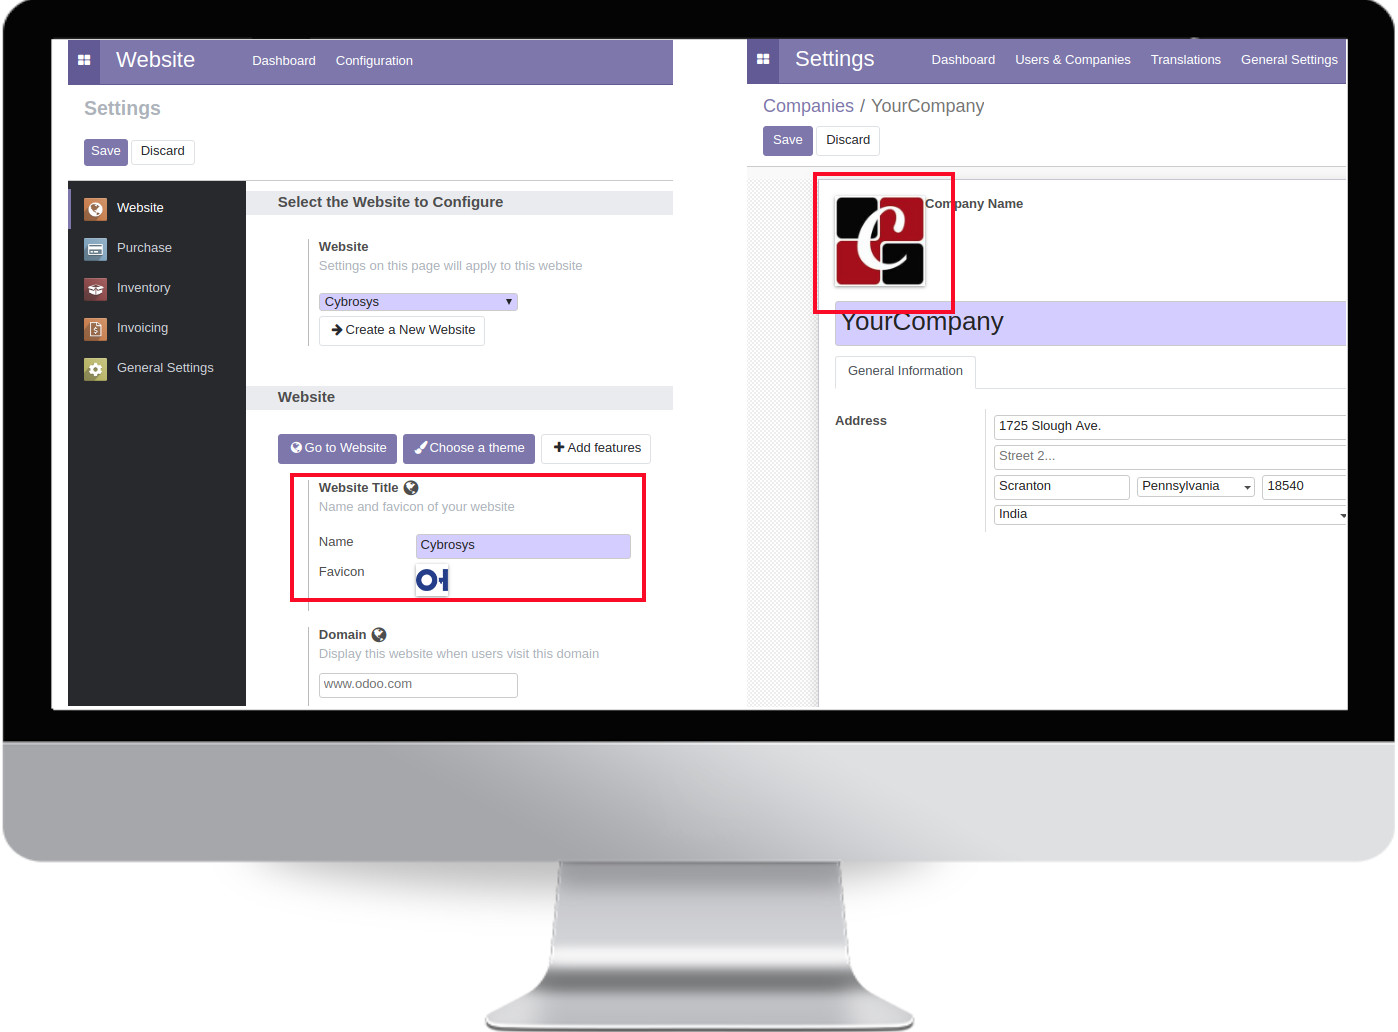 Website
Dashboard
Configuration
Settings
Save
Discard
Website
Purchase
Inventory
Invoicing
General Settings
Select the Website to Configure
Website
Settings on this page will apply to this website
Cybrosys
Create a New Website
Website
Go to Website
Choose a theme
Add features
Website Title
Name and favicon of your website
Name
Cybrosys
Favicon
Domain
Display this website when users visit this domain
www.odoo.com
Settings
Dashboard
Users & Companies
Translations
General Settings
Companies / YourCompany
Save
Discard
C
Company Name
YourCompany
General Information
Address
1725 Slough Ave.
Street 2...
Scranton
Pennsylvania
18540
India